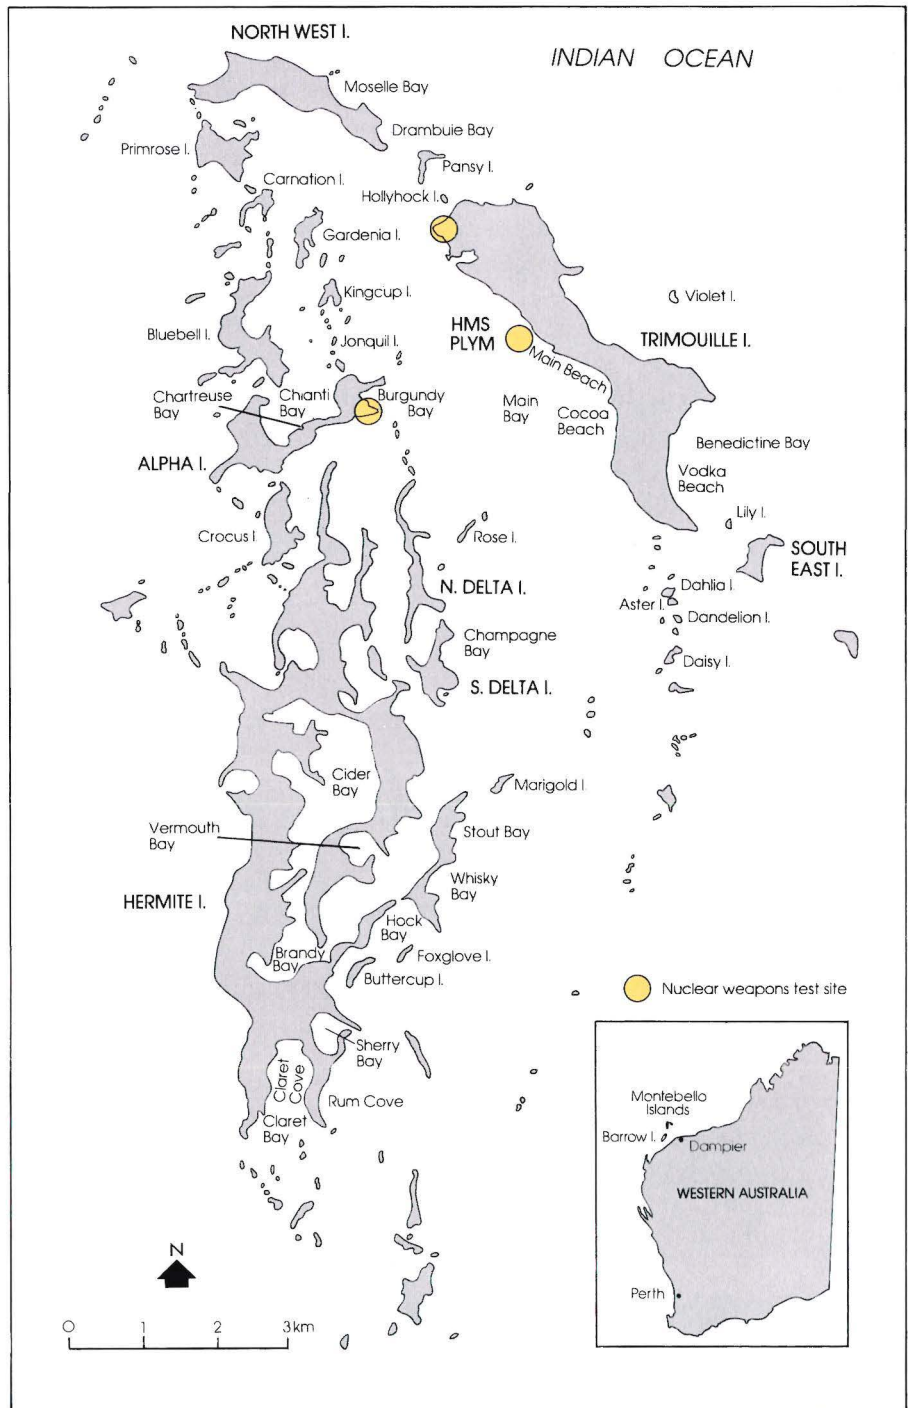 NORTH WEST I.
INDIAN OCEAN
Moselle Bay
Drambuie Bay
Primrose I.
Pansy I.
Carnation I.
Hollyhock I.
Gardenia I.
Kingcup I.
Violet I.
Bluebell I.
HMS
PLYM
Jonquil I.
TRIMOUILLE I.
Main Beach
Chartreuse
Bay
Chianti
Bay
Burgundy
Bay
Main
Bay
Cocoa
Beach
Benedictine Bay
ALPHA I.
Vodka
Beach
Lily I.
Crocus I.
Rose I.
SOUTH
EAST I.
N. DELTA I.
Dahlia I.
Aster I.
Dandelion I.
Champagne
Bay
Daisy I.
S. DELTA I.
Cider
Bay
Marigold I
Vermouth
Bay
Stout Bay
Whisky
Bay
HERMITE I.
Hock
Bay
Brandy
Bay
Foxglove I.
Buttercup I.
Nuclear weapons test site
Sherry
Bay
Claret
Cove
Rum Cove
Claret
Bay
Montebello
Islands
Barrow I.
Dampier
WESTERN AUSTRALIA
Perth
N
0 1 2 3km